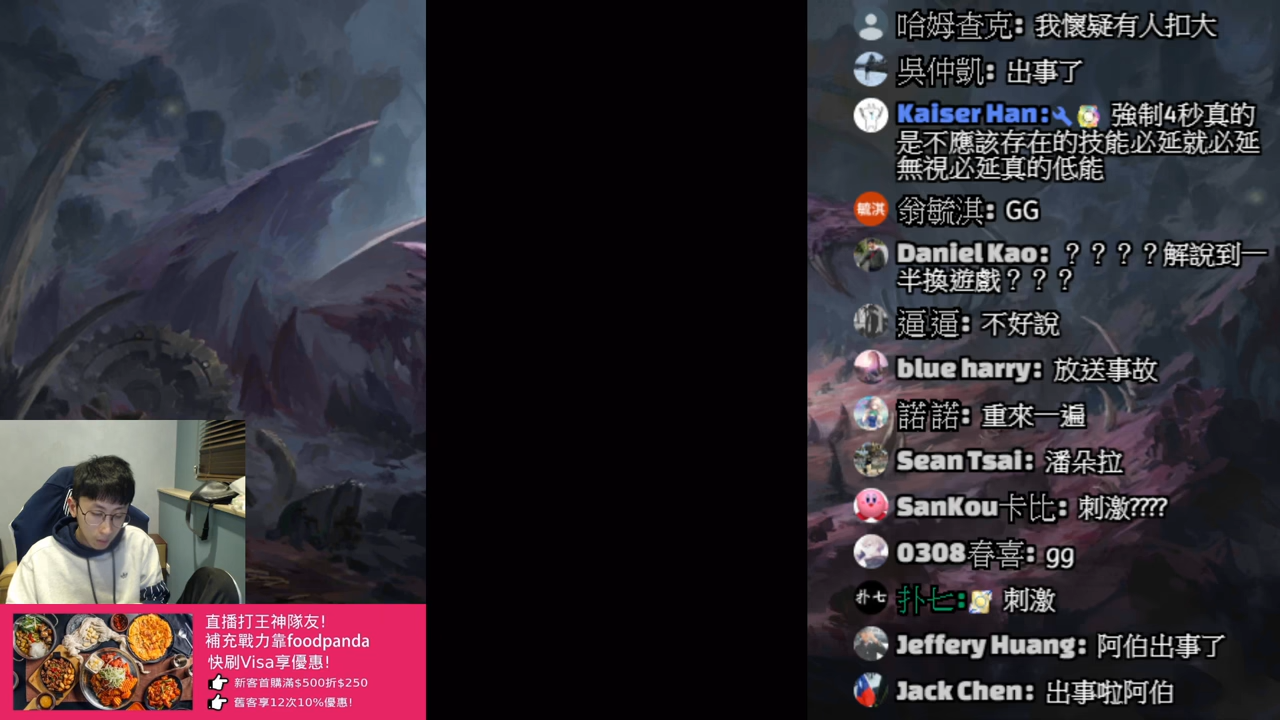 哈姆查克: 我懷疑有人扣大
吳仲凱: 出事了
Kaiser Han: 強制4秒真的
是不應該存在的技能必延就必延
無視必延真的低能
毓淇
翁毓淇: GG
Daniel Kao: ????解說到一
半換遊戲???
逼逼: 不好說
blue harry: 放送事故
諾諾: 重來一遍
Sean Tsai: 潘朵拉
SanKou卡比: 刺激????
0308春喜: gg
扑七
扑七: 刺激
Jeffery Huang: 阿伯出事了
Jack Chen: 出事啦阿伯
直播打王神隊友!
補充戰力靠foodpanda
快刷Visa享優惠!
新客首購滿$500折$250
舊客享12次10%優惠!